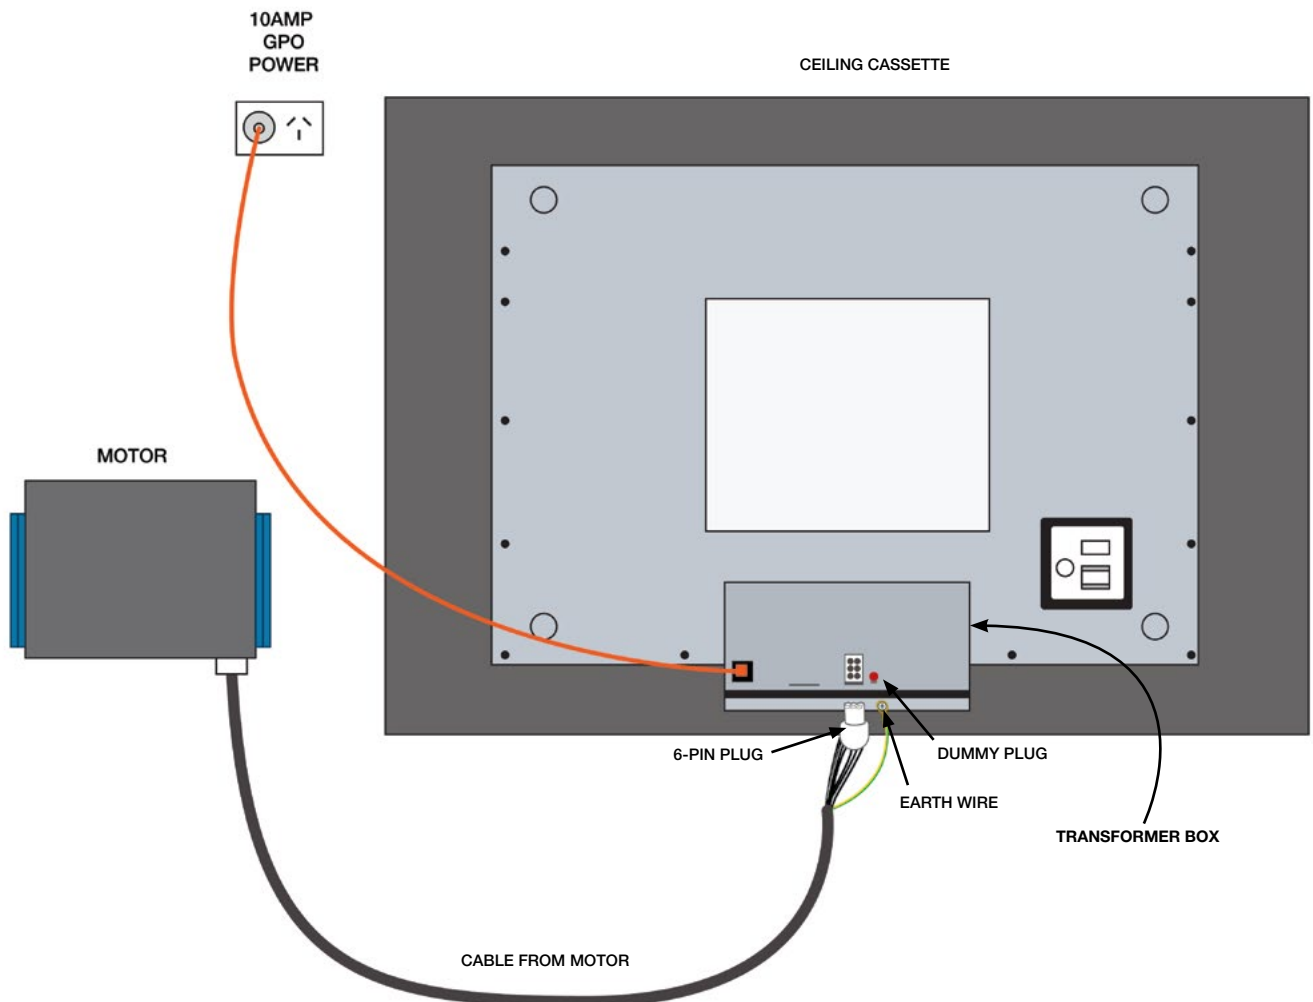 10AMP
GPO
POWER
CEILING CASSETTE
MOTOR
6-PIN PLUG
DUMMY PLUG
EARTH WIRE
TRANSFORMER BOX
CABLE FROM MOTOR